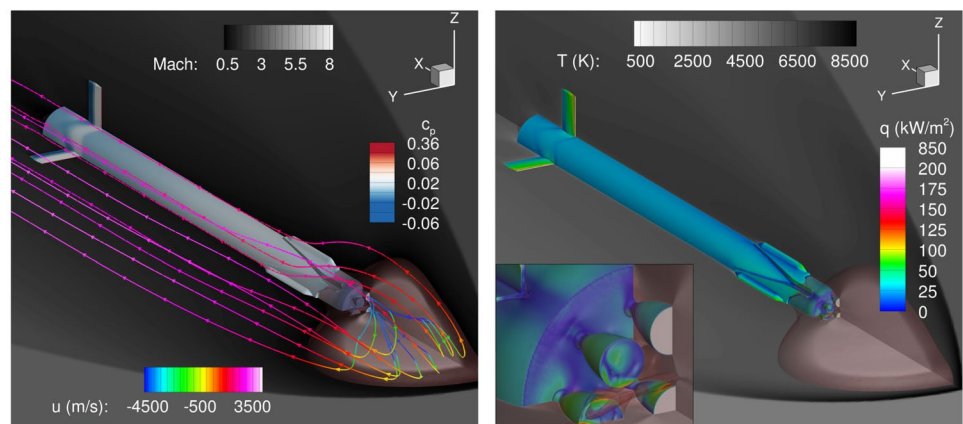 Mach: 0.5 3 5.5 8
Z
X
Y
c_p
0.36
0.06
0.02
-0.02
-0.06
u (m/s): -4500 -500 3500
T (K): 500 2500 4500 6500 8500
Z
X
Y
q (kW/m²)
850
200
175
150
125
100
50
25
0